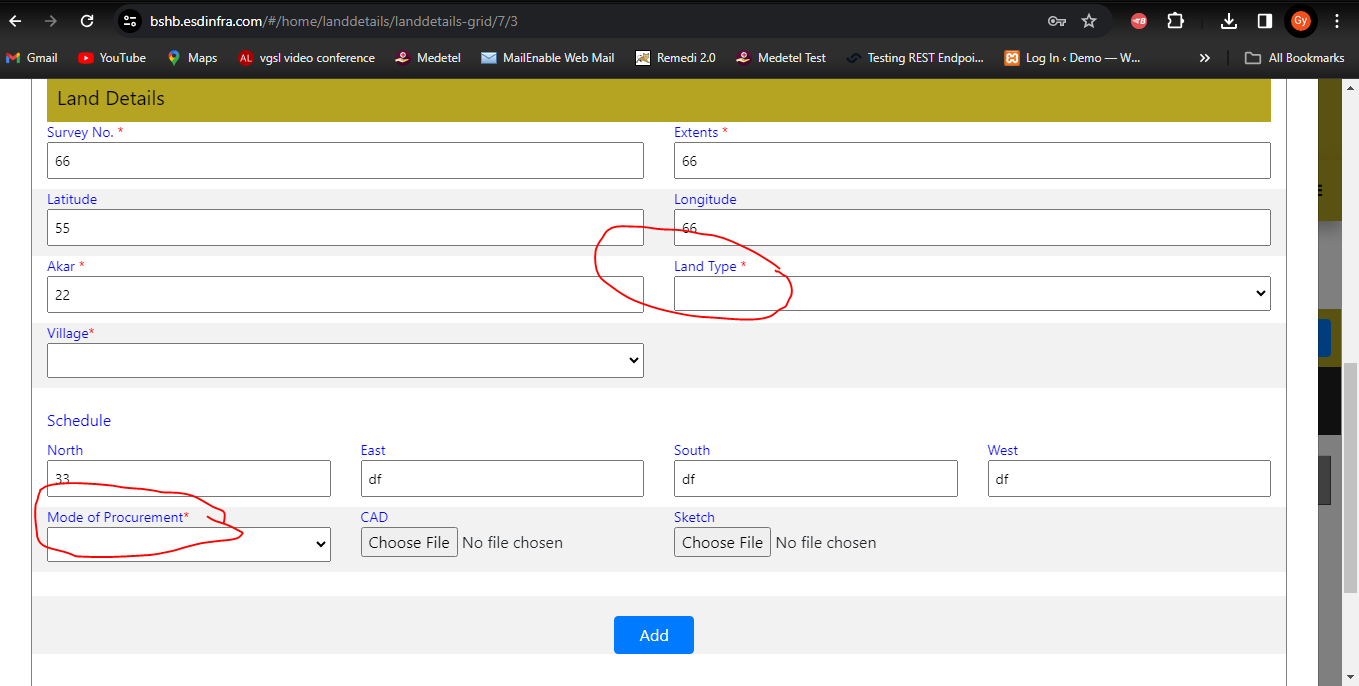 bshb.esdinfra.com/#/home/landdetails/landdetails-grid/7/3
Gy
Gmail YouTube Maps AL vgsl video conference Medetel MailEnable Web Mail Remedi 2.0 Medetel Test Testing REST Endpoi... Log In ‹ Demo — W... » All Bookmarks
Land Details
Survey No. * Extents *
66 66
Latitude Longitude
55 66
Akar * Land Type *
22
Village*
Schedule
North East South West
33 df df df
Mode of Procurement* CAD Sketch
Choose File No file chosen Choose File No file chosen
Add